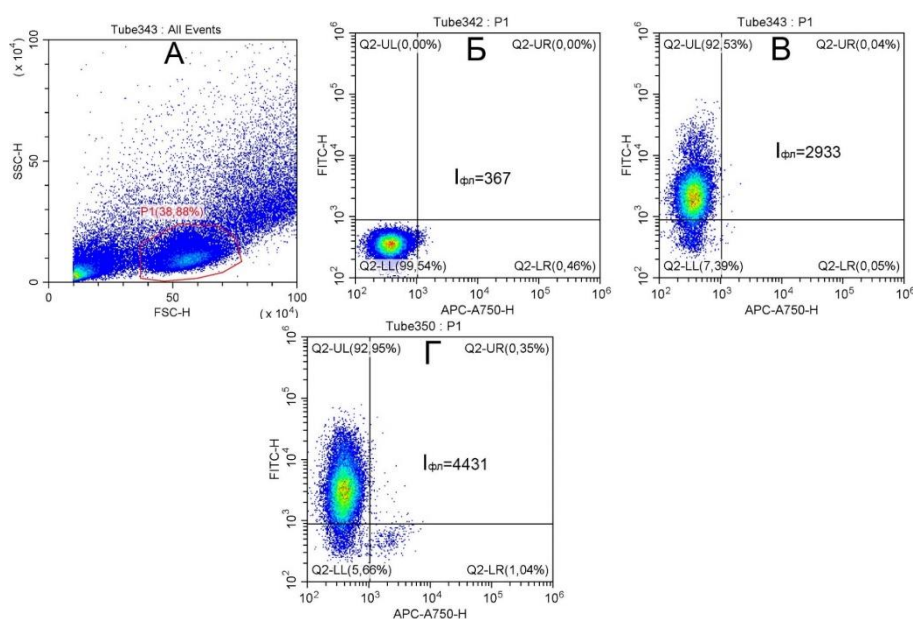 Tube343 : All Events
А
(x 10⁴)
100
50
0
SSC-H
P1(38,88%)
0
50
100
FSC-H
(x 10⁴)
Tube342 : P1
Q2-UL(0,00%)
Б
Q2-UR(0,00%)
10⁶
10⁵
10⁴
10³
10²
FITC-H
Iфл=367
Q2-LL(99,54%)
Q2-LR(0,46%)
10²
10³
10⁴
10⁵
10⁶
APC-A750-H
Tube343 : P1
Q2-UL(92,53%)
В
Q2-UR(0,04%)
10⁶
10⁵
10⁴
10³
10²
FITC-H
Iфл=2933
Q2-LL(7,39%)
Q2-LR(0,05%)
10²
10³
10⁴
10⁵
10⁶
APC-A750-H
Tube350 : P1
Q2-UL(92,95%)
Г
Q2-UR(0,35%)
10⁶
10⁵
10⁴
10³
10²
FITC-H
Iфл=4431
Q2-LL(5,66%)
Q2-LR(1,04%)
10²
10³
10⁴
10⁵
10⁶
APC-A750-H